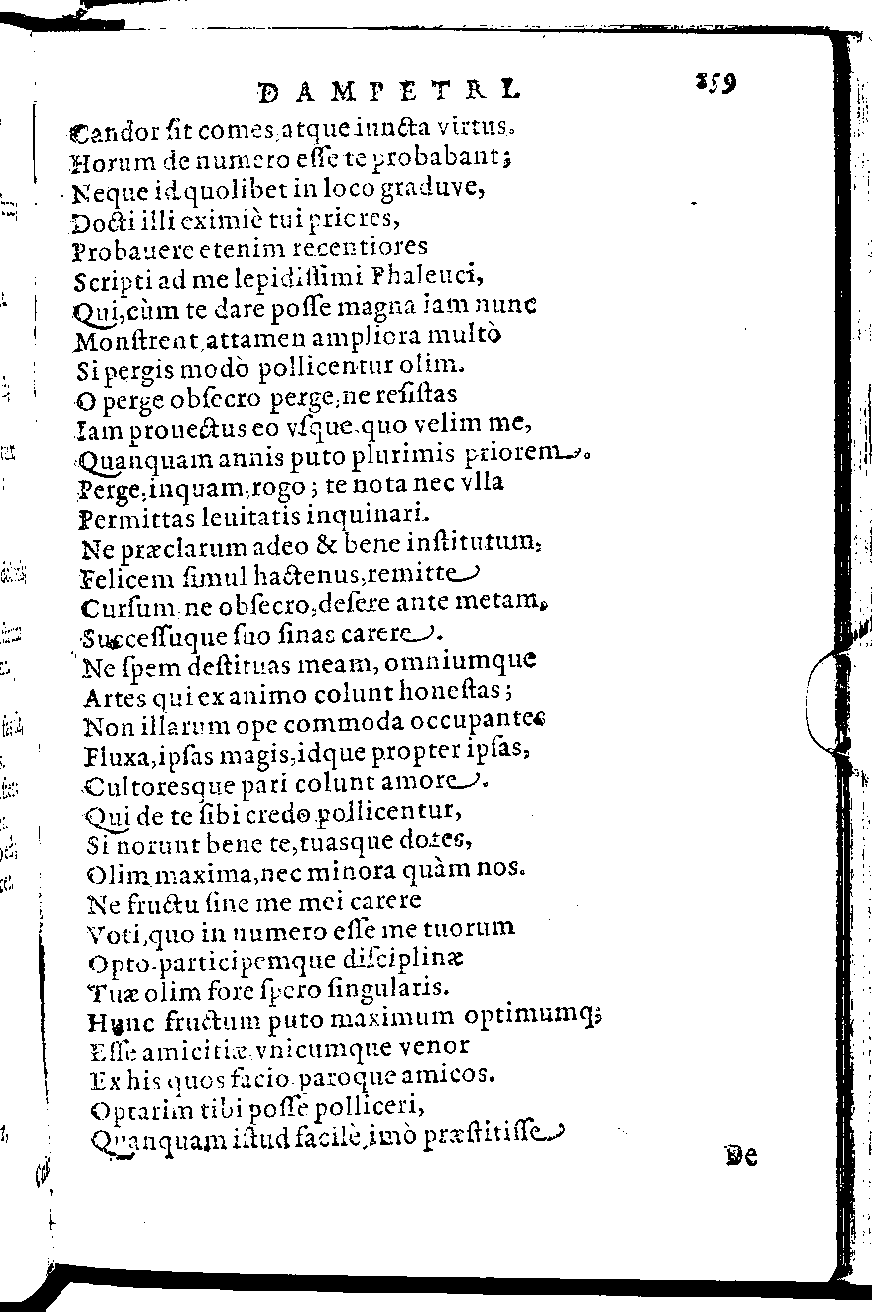 DAMPETRI. 259
Candor sit comes, atque iuncta virtus.
Horum de numero esse te probabant;
Neque id quolibet in loco graduve,
Docti illi eximiè tui priores,
Probauere etenim recentiores
Scripti ad me lepidissimi Phaleuci,
Qui, cùm te dare posse magna iam nunc
Monstrent, attamen ampliora multò
Si pergis modò pollicentur olim.
O perge obsecro perge, ne resistas
Iam prouectus eo vsque, quo velim me,
Quanquam annis puto plurimis priorem.
Perge, inquam, rogo; te nota nec vlla
Permittas leuitatis inquinari.
Ne præclarum adeo & bene institutum,
Felicem simul hactenus, remitte
Cursum ne obsecro, desere ante metam,
Successuque suo sinas carere.
Ne spem destituas meam, omniumque
Artes qui ex animo colunt honestas;
Non illarum ope commoda occupantes
Fluxa, ipsas magis, idque propter ipsas,
Cultoresque pari colunt amore.
Qui de te sibi credo pollicentur,
Si norunt bene te, tuasque dotes,
Olim maxima, nec minora quàm nos.
Ne fructu sine me mei carere
Voti, quo in numero esse me tuorum
Opto participemque disciplinæ
Tuæ olim fore spero singularis.
Hunc fructum puto maximum optimumq;
Esse amicitiæ vnicumque venor
Ex his quos facio paroque amicos.
Optarim tibi posse polliceri,
Quanquam istud facilè, imò præstitisse
De